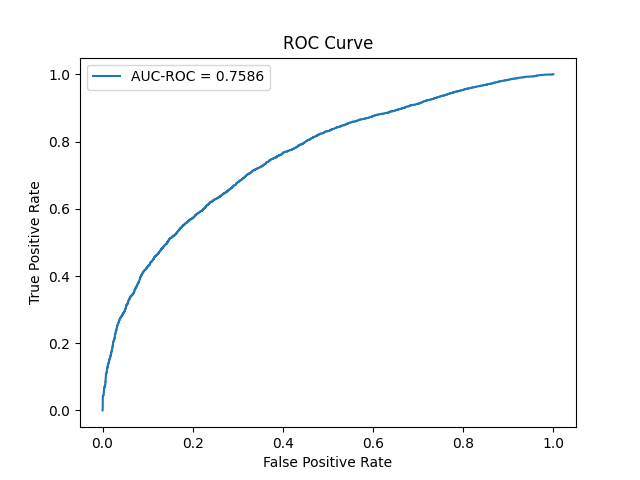 ROC Curve
AUC-ROC = 0.7586
True Positive Rate
1.0
0.8
0.6
0.4
0.2
0.0
0.0 0.2 0.4 0.6 0.8 1.0
False Positive Rate